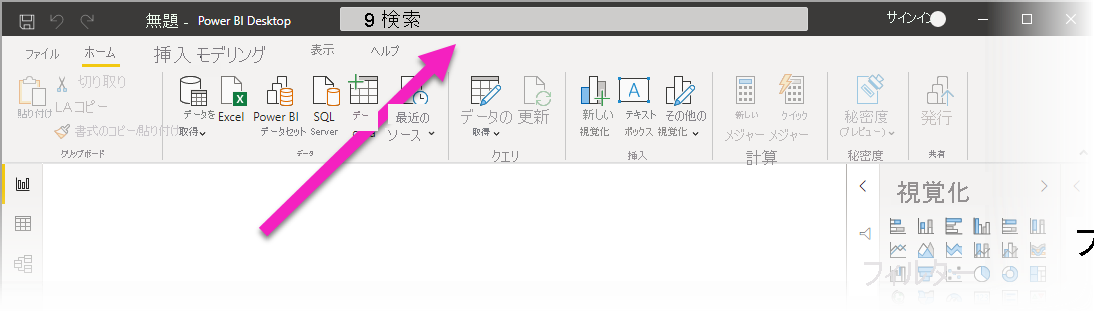 無題 - Power BI Desktop
9 検索
サインイン
ファイル ホーム 挿入 モデリング 表示 ヘルプ
貼り付け
切り取り
LAコピー
書式のコピー/貼り付け
クリップボード
データを
取得
Excel
Power BI
データセット
SQL
Server
デー
最近の
ソース
データ
データの
取得
更新
クエリ
新しい
視覚化
テキスト
ボックス
その他の
視覚化
挿入
新しい
メジャー
クイック
メジャー
計算
秘密度
(プレビュー)
秘密度
発行
共有
視覚化
フィルター
フ